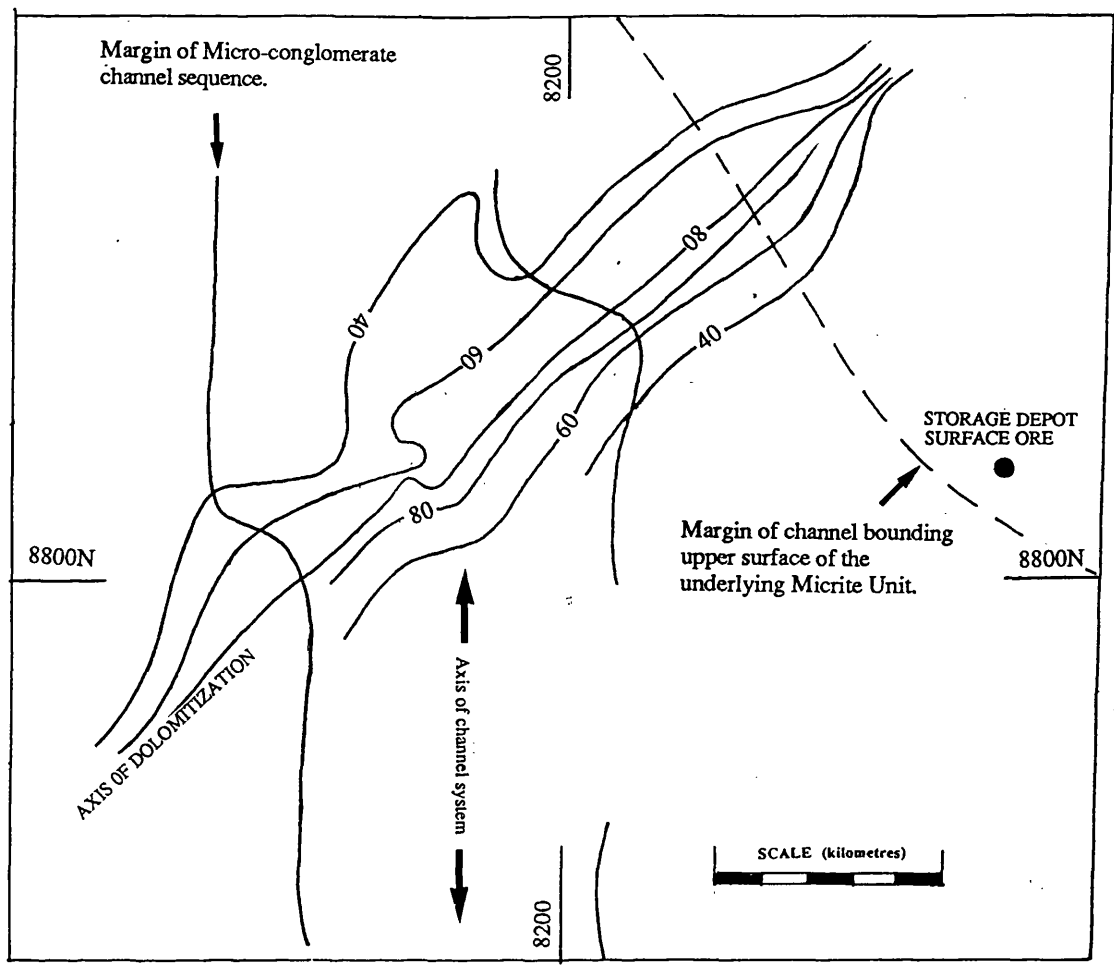 Margin of Micro-conglomerate
channel sequence.
8200
80
40
60
40
60
80
STORAGE DEPOT
SURFACE ORE
Margin of channel bounding
upper surface of the
underlying Micrite Unit.
8800N
8800N
AXIS OF DOLOMITIZATION
Axis of channel system
SCALE (kilometres)
8200